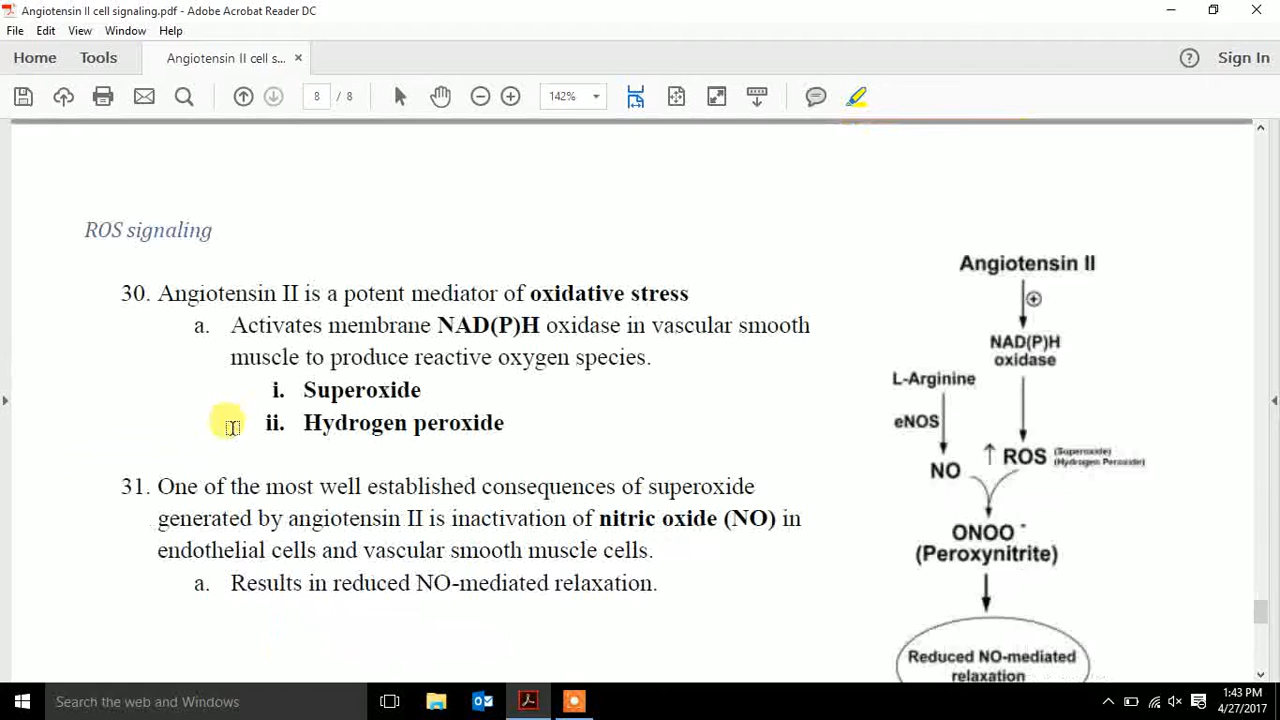 Angiotensin II cell signaling.pdf - Adobe Acrobat Reader DC
File Edit View Window Help
Home Tools Angiotensin II cell s... × Sign In
8 / 8 142%
ROS signaling
30. Angiotensin II is a potent mediator of oxidative stress
a. Activates membrane NAD(P)H oxidase in vascular smooth
muscle to produce reactive oxygen species.
i. Superoxide
ii. Hydrogen peroxide
31. One of the most well established consequences of superoxide
generated by angiotensin II is inactivation of nitric oxide (NO) in
endothelial cells and vascular smooth muscle cells.
a. Results in reduced NO-mediated relaxation.
Angiotensin II
+
NAD(P)H
oxidase
L-Arginine
eNOS
NO
↑ ROS (Superoxide)
(Hydrogen Peroxide)
ONOO -
(Peroxynitrite)
Reduced NO-mediated
relaxation
Search the web and Windows
1:43 PM
4/27/2017